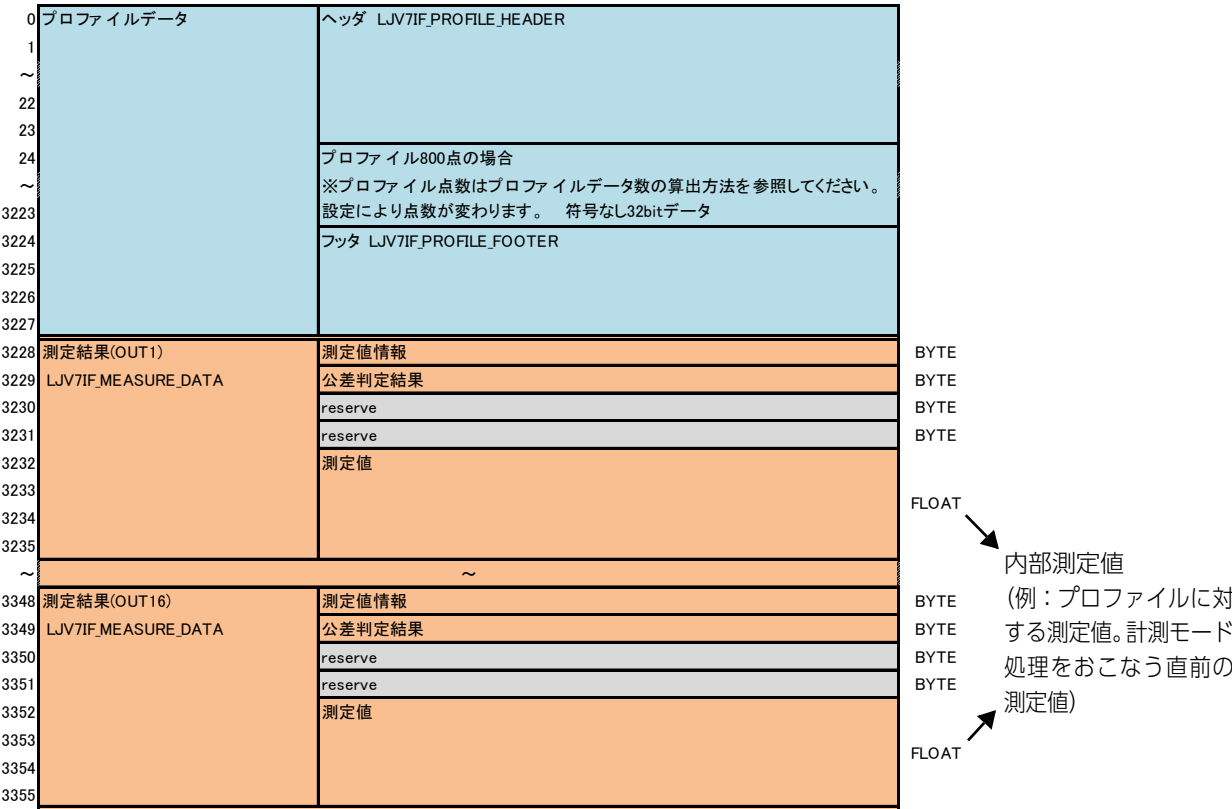 0 プロファイルデータ ヘッダ LJV7IF_PROFILE_HEADER
1
～
22
23
24 プロファイル800点の場合
～ ※プロファイル点数はプロファイルデータ数の算出方法を参照してください。
3223 設定により点数が変わります。 符号なし32bitデータ
3224 フッタ LJV7IF_PROFILE_FOOTER
3225
3226
3227
3228 測定結果(OUT1) 測定値情報 BYTE
3229 LJV7IF_MEASURE_DATA 公差判定結果 BYTE
3230 reserve BYTE
3231 reserve BYTE
3232 測定値
3233
FLOAT
3234
3235
～ ～
内部測定値
(例：プロファイルに対
する測定値。計測モード
処理をおこなう直前の
測定値)
3348 測定結果(OUT16) 測定値情報 BYTE
3349 LJV7IF_MEASURE_DATA 公差判定結果 BYTE
3350 reserve BYTE
3351 reserve BYTE
3352 測定値
3353
FLOAT
3354
3355